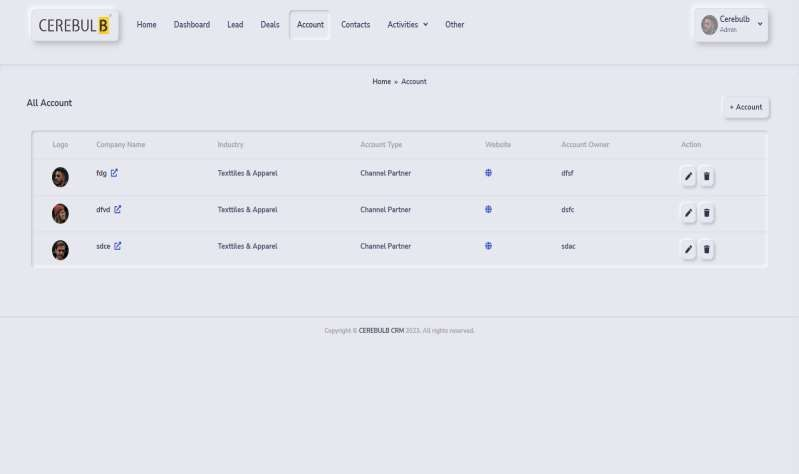 CEREBULB Home Dashboard Lead Deals Account Contacts Activities Other Cerebulb
Admin
Home » Account
All Account
+ Account
Logo Company Name Industry Account Type Website Account Owner Action
fdg Texttiles & Apparel Channel Partner dfsf
dfvd Texttiles & Apparel Channel Partner dsfc
sdce Texttiles & Apparel Channel Partner sdac
Copyright © CEREBULB CRM 2023. All rights reserved.